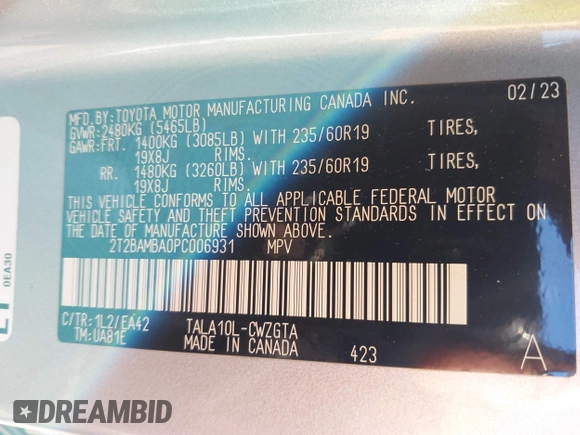 MFD.BY:TOYOTA MOTOR MANUFACTURING CANADA INC. 02/23
GVWR:2480KG (5465LB)
GAWR:FRT. 1400KG (3085LB) WITH 235/60R19 TIRES,
19X8J RIMS.
RR. 1480KG (3260LB) WITH 235/60R19 TIRES,
19X8J RIMS.
THIS VEHICLE CONFORMS TO ALL APPLICABLE FEDERAL MOTOR
VEHICLE SAFETY AND THEFT PREVENTION STANDARDS IN EFFECT ON
THE DATE OF MANUFACTURE SHOWN ABOVE.
2T2BAMBA0PC006931 MPV
C/TR:1L2/EA42 TALA10L-CWZGTA
TM:UA81E MADE IN CANADA 423 A
0EA30
DREAMBID